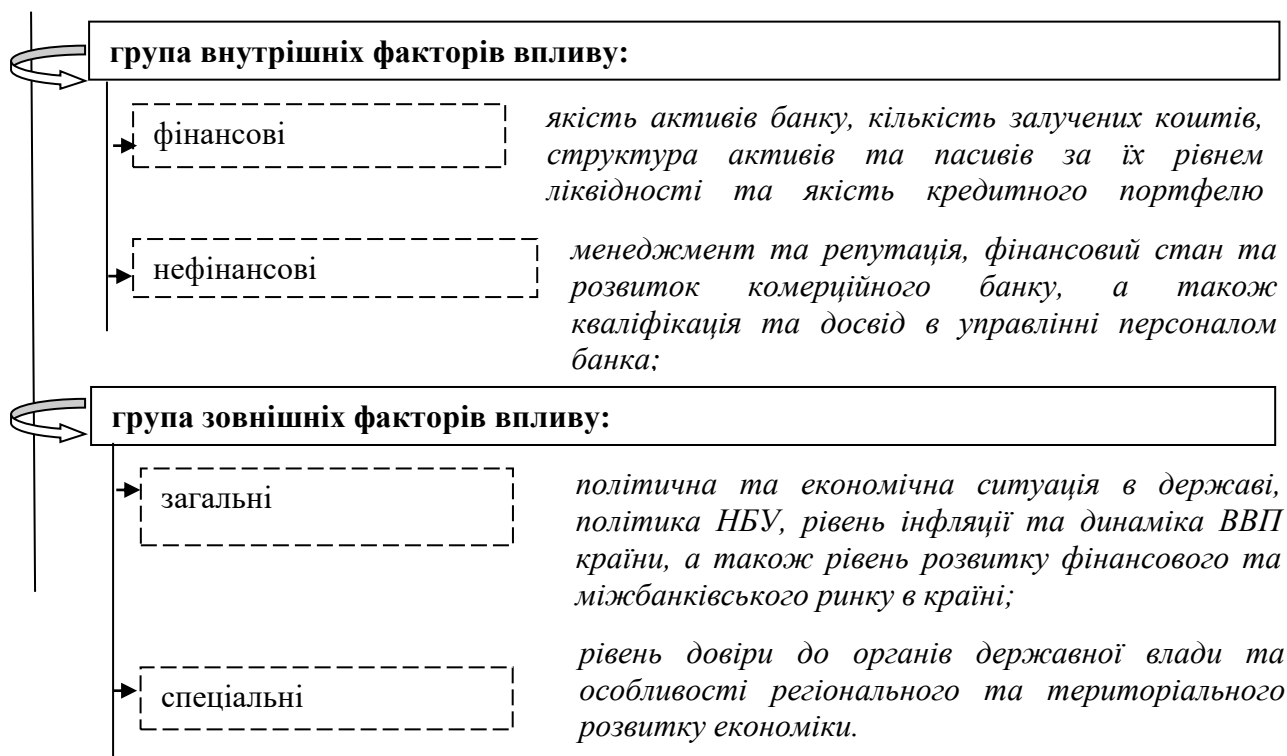 група внутрішніх факторів впливу:
фінансові
якість активів банку, кількість залучених коштів,
структура активів та пасивів за їх рівнем
ліквідності та якість кредитного портфелю
нефінансові
менеджмент та репутація, фінансовий стан та
розвиток комерційного банку, а також
кваліфікація та досвід в управлінні персоналом
банка;
група зовнішніх факторів впливу:
загальні
політична та економічна ситуація в державі,
політика НБУ, рівень інфляції та динаміка ВВП
країни, а також рівень розвитку фінансового та
міжбанківського ринку в країні;
спеціальні
рівень довіри до органів державної влади та
особливості регіонального та територіального
розвитку економіки.